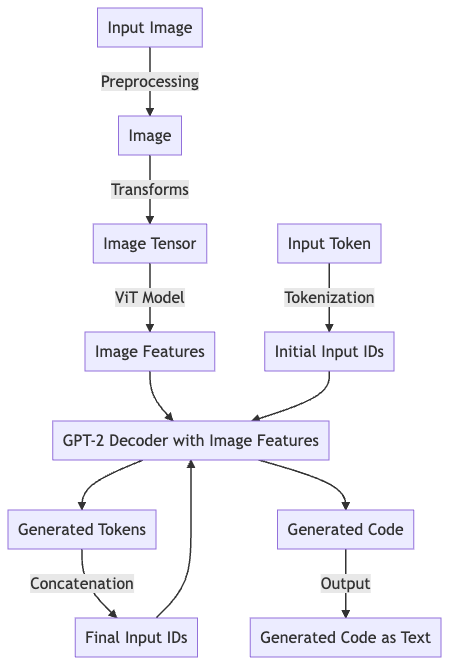 Input Image
Preprocessing
Image
Transforms
Image Tensor
Input Token
ViT Model
Tokenization
Image Features
Initial Input IDs
GPT-2 Decoder with Image Features
Generated Tokens
Generated Code
Concatenation
Output
Final Input IDs
Generated Code as Text